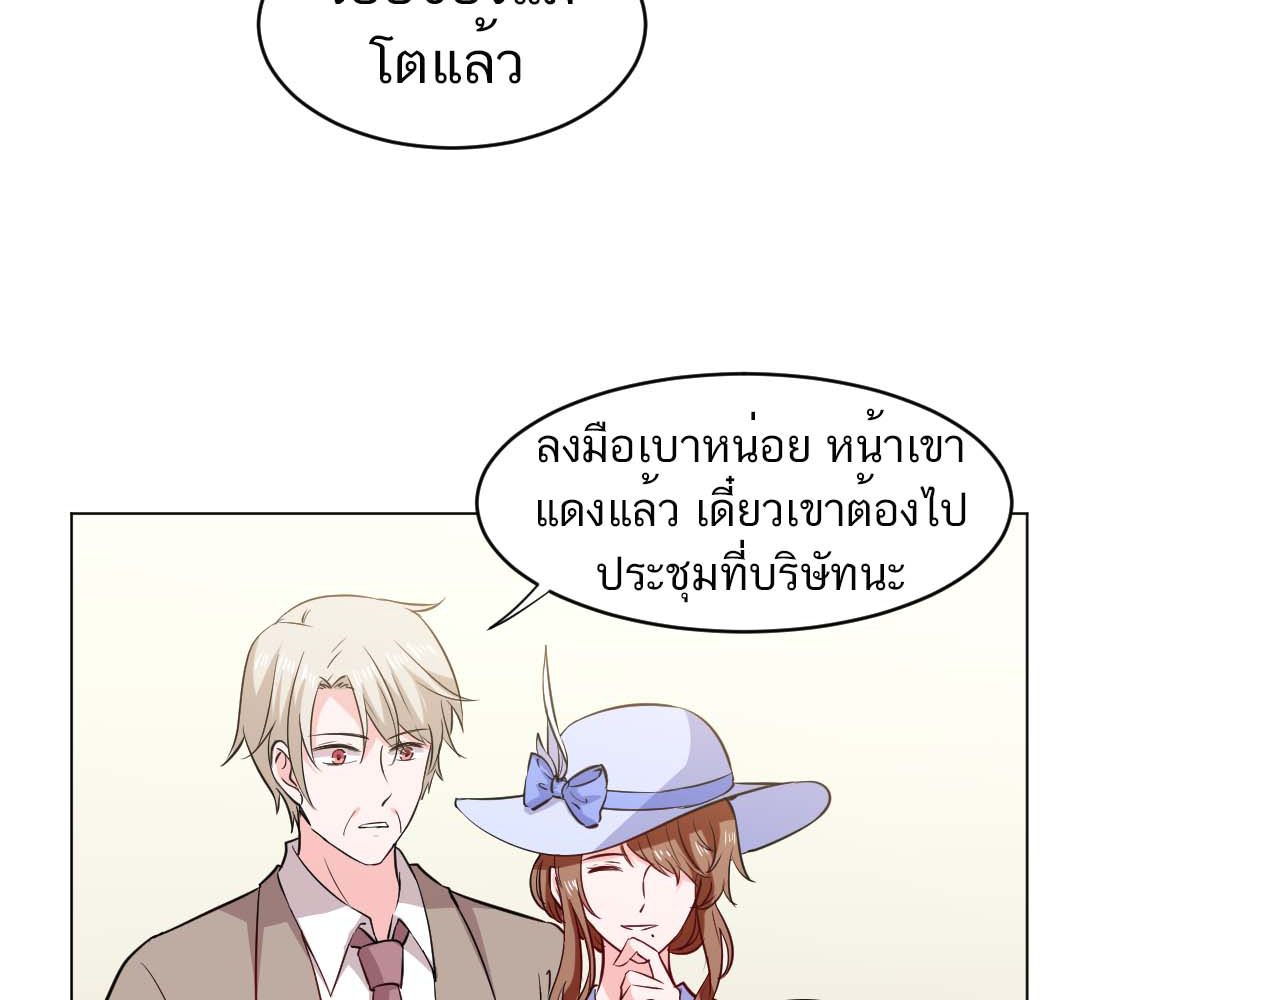 โตแล้ว
ลงมือเบาหน่อย หน้าเขา
แดงแล้ว เดี๋ยวเขาต้องไป
ประชุมที่บริษัทนะ